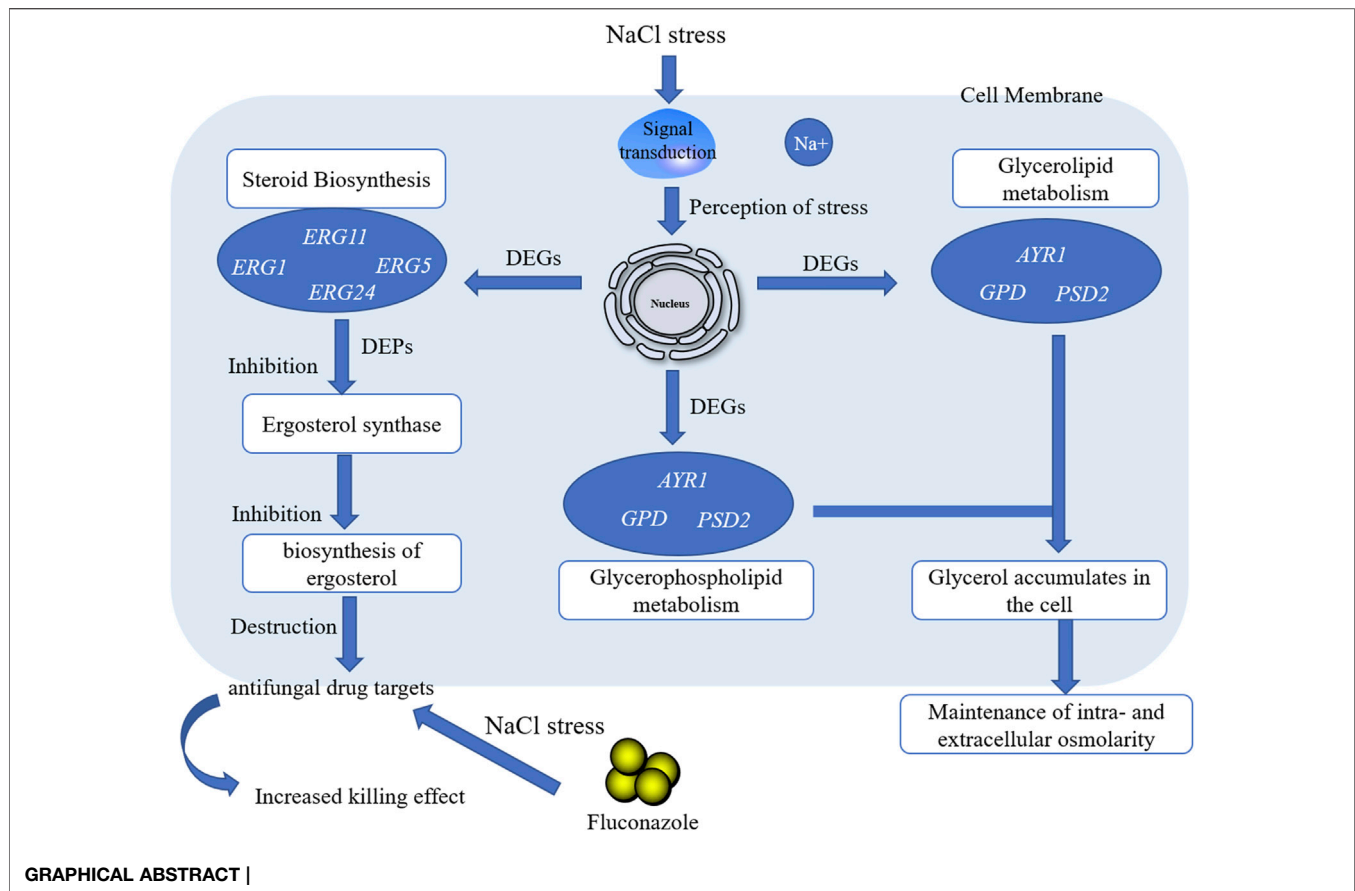 NaCl stress
Cell Membrane
Signal
transduction
Na+
Steroid Biosynthesis
Glycerolipid
metabolism
Perception of stress
ERG11
ERG1
ERG5
ERG24
DEGs
DEGs
AYR1
GPD
PSD2
Nucleus
DEPs
Inhibition
DEGs
Ergosterol synthase
AYR1
GPD
PSD2
Inhibition
biosynthesis of
ergosterol
Glycerophospholipid
metabolism
Glycerol accumulates in
the cell
Destruction
antifungal drug targets
NaCl stress
Maintenance of intra- and
extracellular osmolarity
Increased killing effect
Fluconazole
GRAPHICAL ABSTRACT |